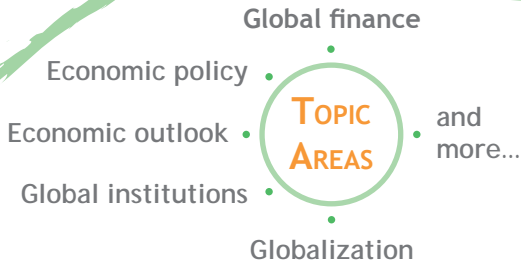 Global finance
Economic policy
Economic outlook
Global institutions
TOPIC
AREAS
and
more...
Globalization